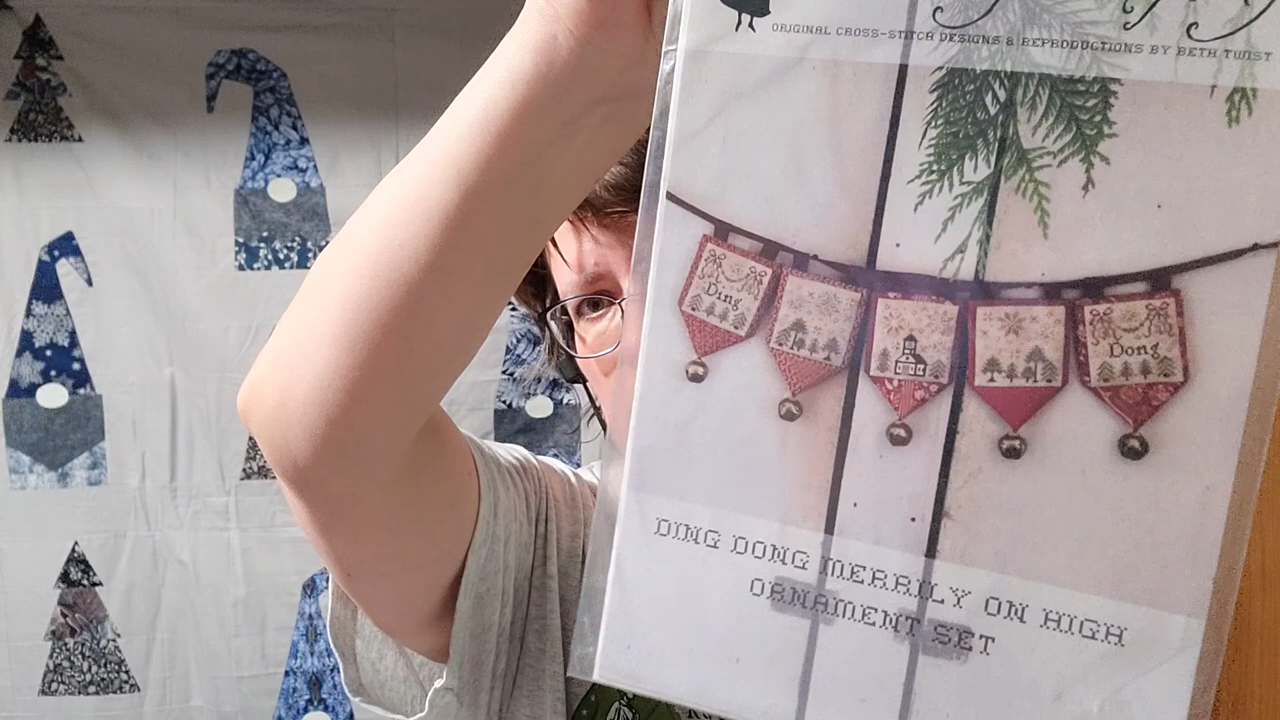 ORIGINAL CROSS-STITCH DESIGNS & REPRODUCTIONS BY BETH TWIST
Ding
Dong
DING DONG MERRILY ON HIGH
ORNAMENT SET